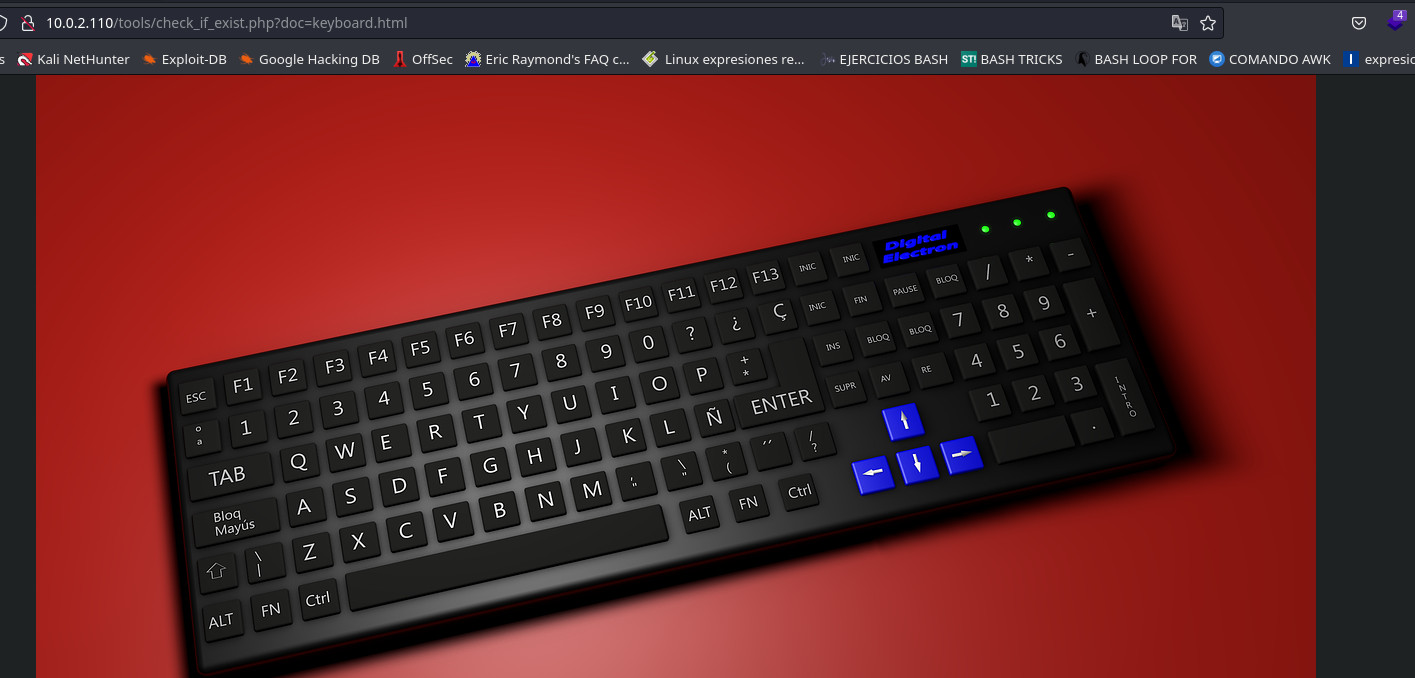 10.0.2.110/tools/check_if_exist.php?doc=keyboard.html
s Kali NetHunter Exploit-DB Google Hacking DB OffSec Eric Raymond's FAQ c... Linux expresiones re... EJERCICIOS BASH BASH TRICKS BASH LOOP FOR COMANDO AWK expresic
4
Digital
Electron
ESC F1 F2 F3 F4 F5 F6 F7 F8 F9 F10 F11 F12 F13 INIC INIC
º ª 1 2 3 4 5 6 7 8 9 0 ? ¿ Ç INIC FIN PAUSE BLOQ / * -
TAB Q W E R T Y U I O P + * ENTER INS BLOQ BLOQ 7 8 9 +
Bloq Mayús A S D F G H J K L Ñ SUPR AV RE 4 5 6
\ | Z X C V B N M * ( / ? 1 2 3 INTRO
ALT FN Ctrl ALT FN Ctrl .